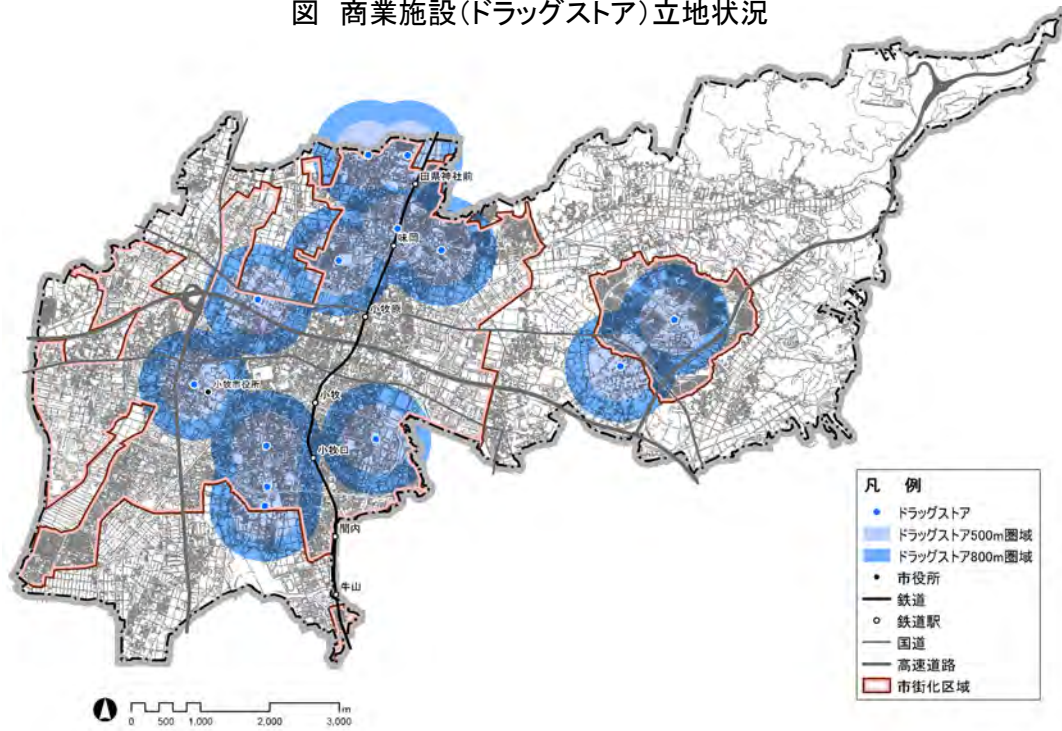 図 商業施設(ドラッグストア)立地状況
田県神社前
味岡
小牧原
小牧市役所
小牧
小牧口
間内
牛山
凡 例
ドラッグストア
ドラッグストア500m圏域
ドラッグストア800m圏域
市役所
鉄道
鉄道駅
国道
高速道路
市街化区域
0 500 1,000 2,000 3,000 m